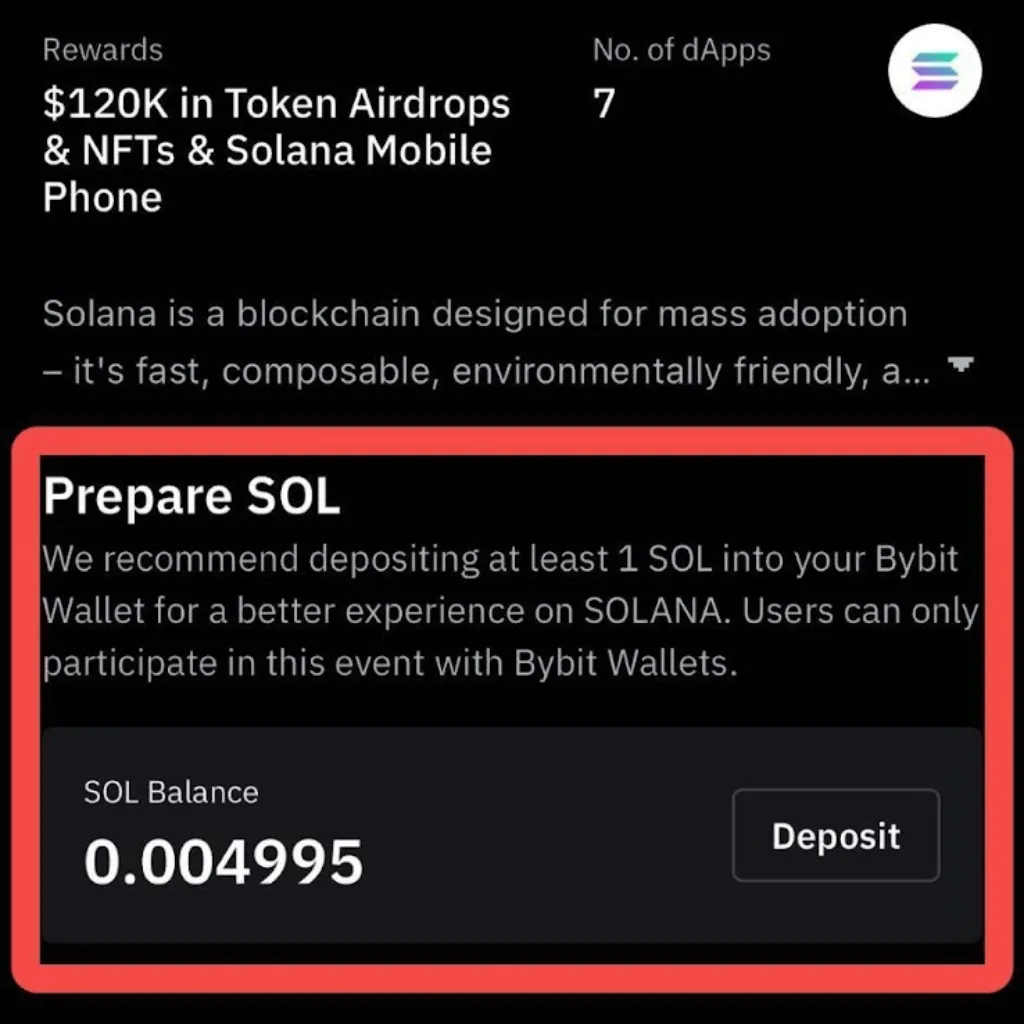 Rewards
$120K in Token Airdrops
& NFTs & Solana Mobile
Phone
No. of dApps
7
Solana is a blockchain designed for mass adoption
– it's fast, composable, environmentally friendly, a...
Prepare SOL
We recommend depositing at least 1 SOL into your Bybit
Wallet for a better experience on SOLANA. Users can only
participate in this event with Bybit Wallets.
SOL Balance
0.004995
Deposit